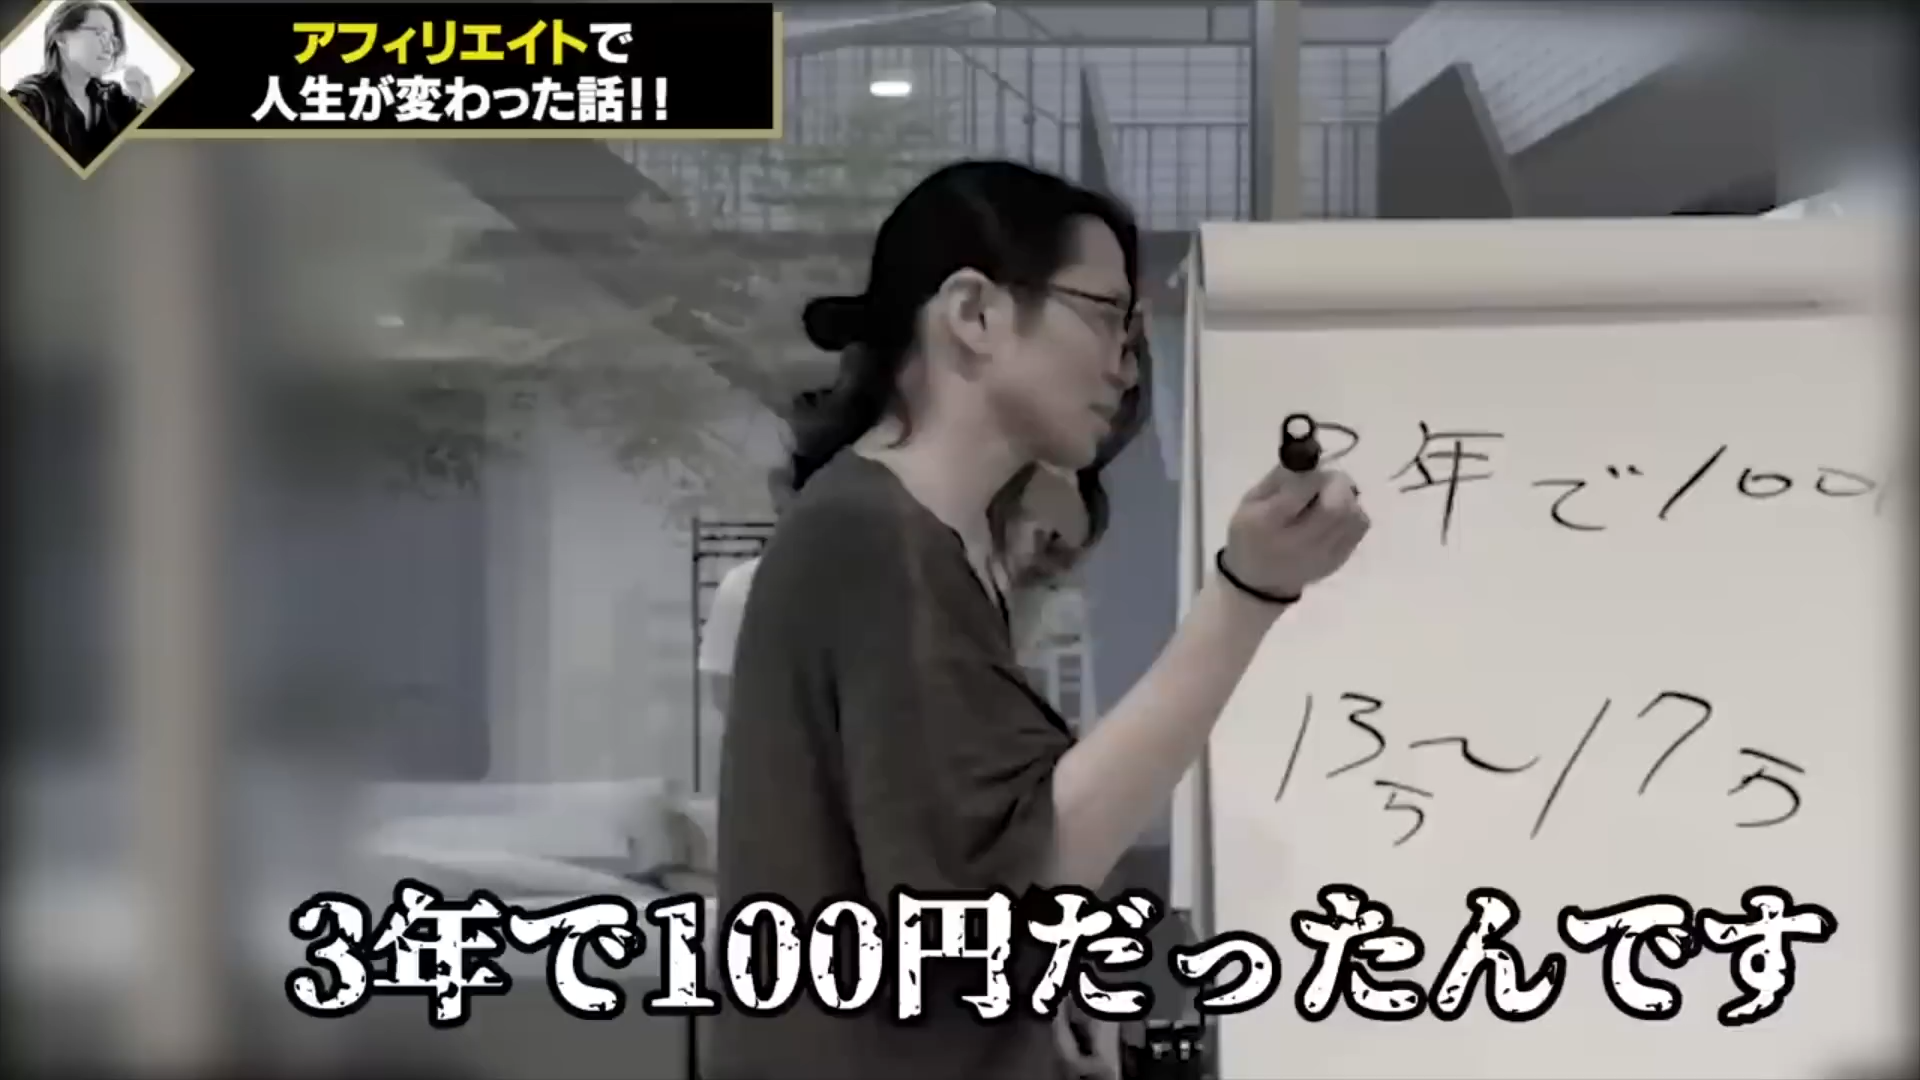 アフィリエイトで
人生が変わった話!!
年で100
13万~17万
3年で100円だったんです